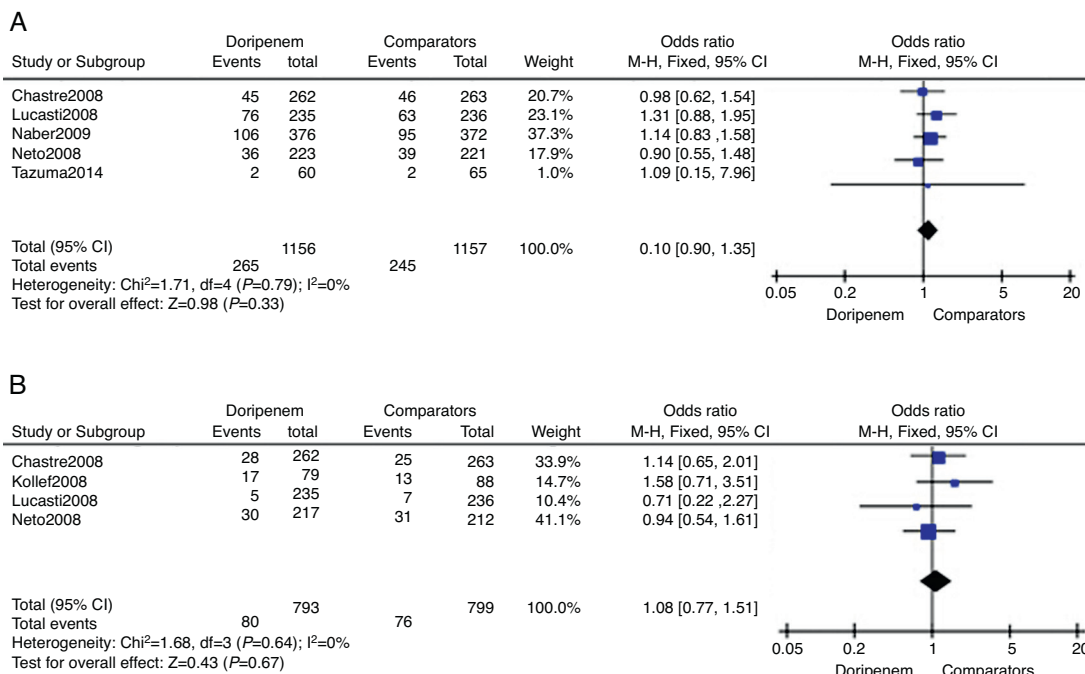 A
Doripenem Comparators Odds ratio Odds ratio
Study or Subgroup Events total Events Total Weight M-H, Fixed, 95% CI M-H, Fixed, 95% CI
Chastre2008 45 262 46 263 20.7% 0.98 [0.62, 1.54]
Lucasti2008 76 235 63 236 23.1% 1.31 [0.88, 1.95]
Naber2009 106 376 95 372 37.3% 1.14 [0.83 ,1.58]
Neto2008 36 223 39 221 17.9% 0.90 [0.55, 1.48]
Tazuma2014 2 60 2 65 1.0% 1.09 [0.15, 7.96]
Total (95% CI) 1156 1157 100.0% 0.10 [0.90, 1.35]
Total events 265 245
Heterogeneity: Chi²=1.71, df=4 (P=0.79); I²=0%
Test for overall effect: Z=0.98 (P=0.33)
0.05 0.2 1 5 20
Doripenem Comparators
B
Doripenem Comparators Odds ratio Odds ratio
Study or Subgroup Events total Events Total Weight M-H, Fixed, 95% CI M-H, Fixed, 95% CI
Chastre2008 28 262 25 263 33.9% 1.14 [0.65, 2.01]
Kollef2008 17 79 13 88 14.7% 1.58 [0.71, 3.51]
Lucasti2008 5 235 7 236 10.4% 0.71 [0.22 ,2.27]
Neto2008 30 217 31 212 41.1% 0.94 [0.54, 1.61]
Total (95% CI) 793 799 100.0% 1.08 [0.77, 1.51]
Total events 80 76
Heterogeneity: Chi²=1.68, df=3 (P=0.64); I²=0%
Test for overall effect: Z=0.43 (P=0.67)
0.05 0.2 1 5 20
Doripenem Comparators